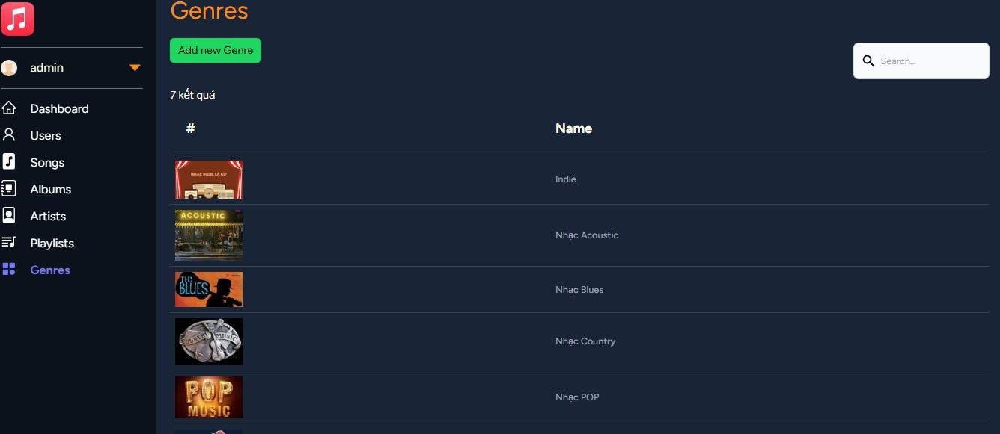 Genres
Add new Genre
Search...
admin
7 kết quả
Dashboard
Users
Songs
Albums
Artists
Playlists
Genres
# Name
NHẠC INDIE LÀ GÌ?
Indie
ACOUSTIC
Nhạc Acoustic
THE
BLUES
Nhạc Blues
COUNTRY MUSIC
Nhạc Country
POP
MUSIC
Nhạc POP